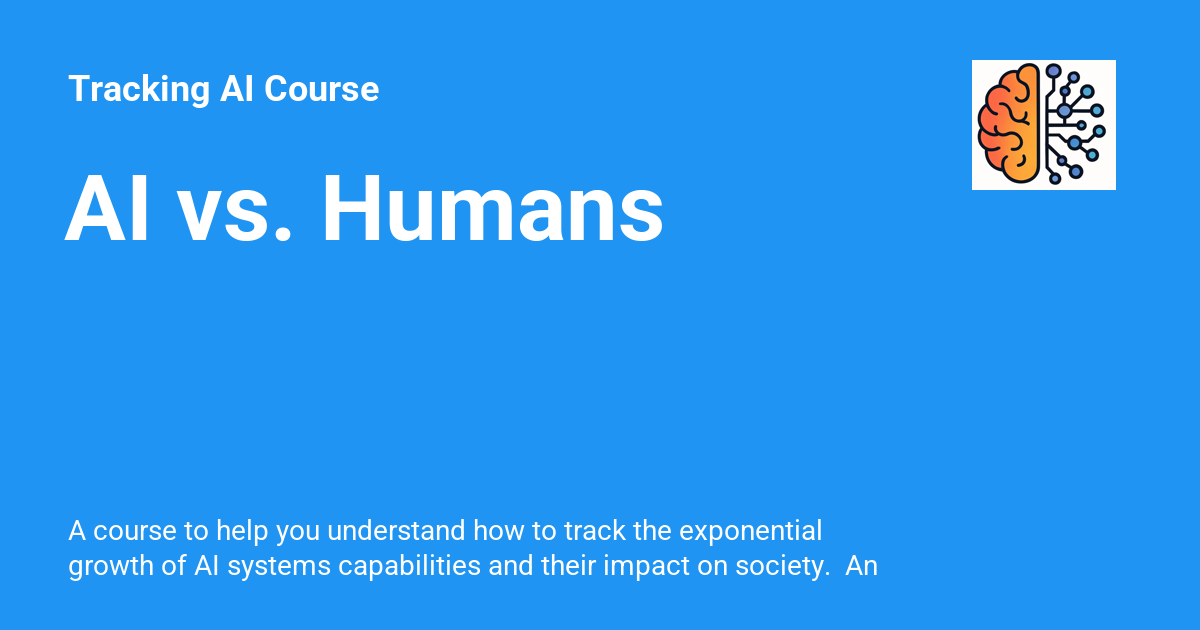 Tracking AI Course
AI vs. Humans
A course to help you understand how to track the exponential
growth of AI systems capabilities and their impact on society.  An